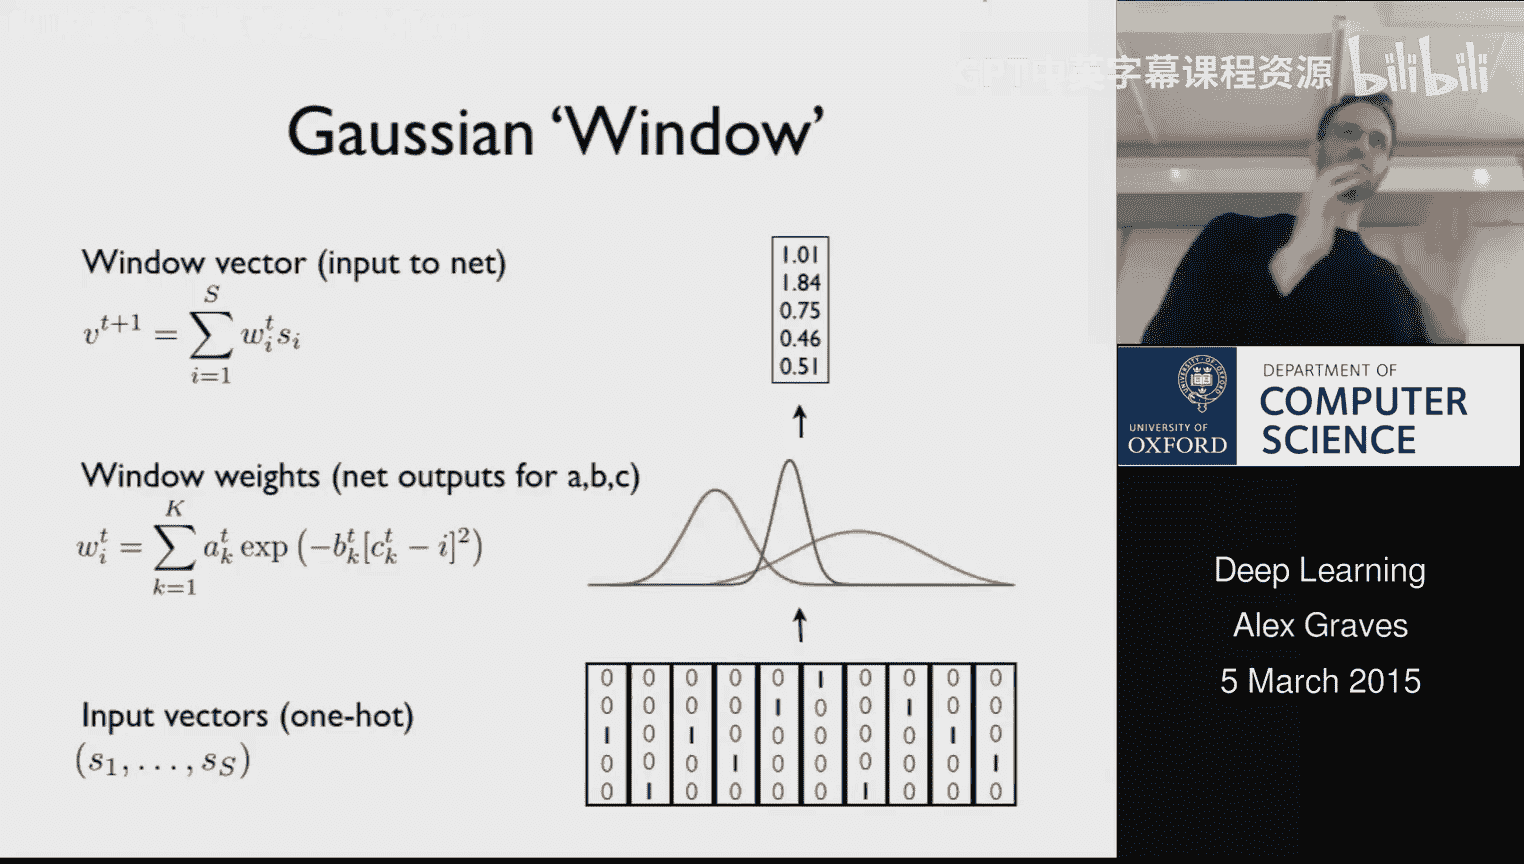 GPT中英字幕课程资源 bilibili
Gaussian ‘Window’
Window vector (input to net)
v^{t+1} = \sum_{i=1}^{S} w_i^t s_i
1.01
1.84
0.75
0.46
0.51
Window weights (net outputs for a,b,c)
w_i^t = \sum_{k=1}^{K} a_k^t exp (−b_k^t[c_k^t − i]^2)
Input vectors (one-hot)
(s_1, . . . , s_S)
0 0 0 0 0 1 0 0 0 0
0 0 0 0 1 0 0 1 0 0
1 0 1 0 0 0 0 0 1 0
0 0 0 1 0 0 0 0 0 1
0 1 0 0 0 0 1 0 0 0
UNIVERSITY OF
OXFORD
DEPARTMENT OF
COMPUTER
SCIENCE
Deep Learning
Alex Graves
5 March 2015